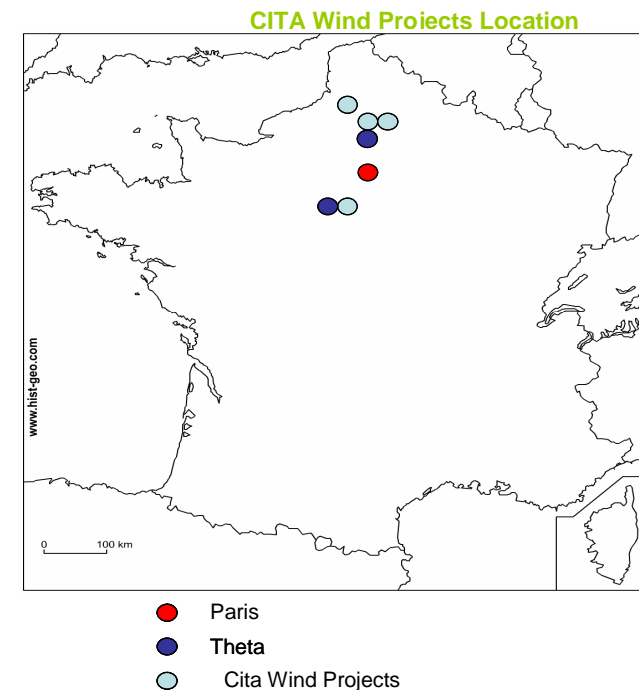 CITA Wind Projects Location
www.hist-geo.com
0 100 km
Paris
Theta
Cita Wind Projects